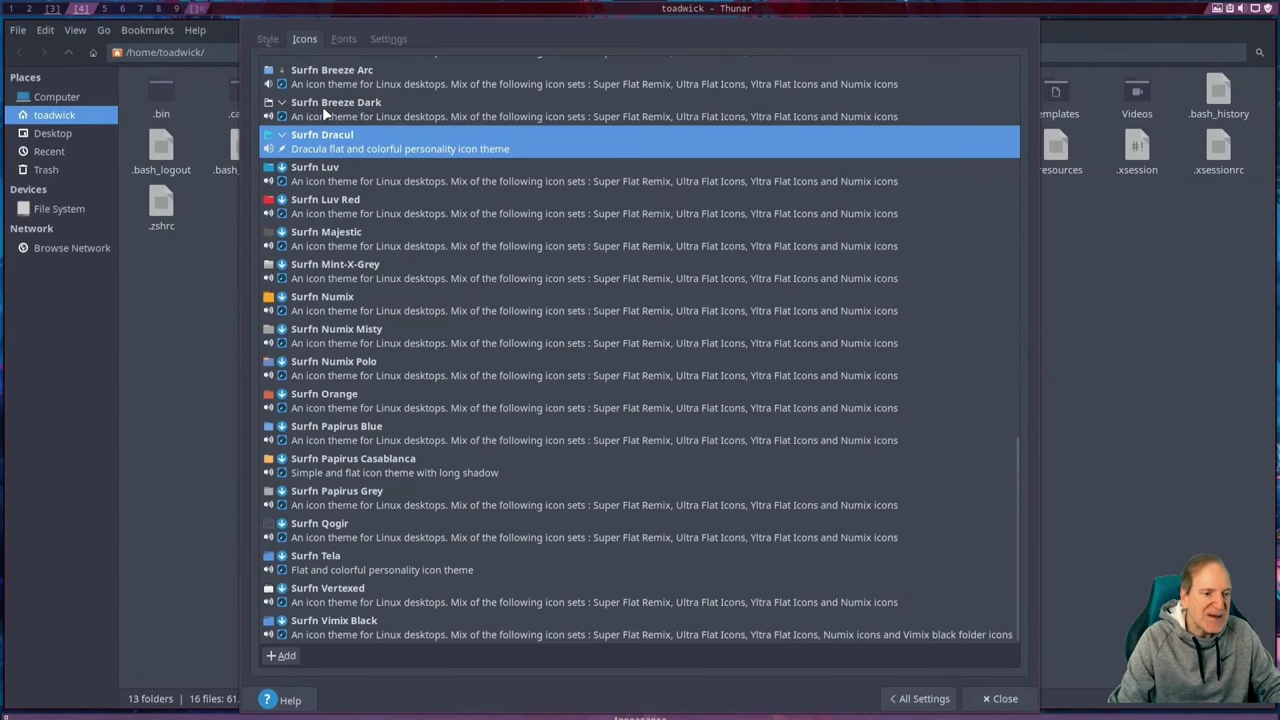 1 2 [3] [4] 5 6 7 8 9
toadwick - Thunar
File Edit View Go Bookmarks Help
/home/toadwick/
Places
Computer
toadwick
Desktop
Recent
Trash
Devices
File System
Network
Browse Network
.bin
.bash_logout
.zshrc
13 folders | 16 files: 61.
Style Icons Fonts Settings
Surfn Breeze Arc
An icon theme for Linux desktops. Mix of the following icon sets : Super Flat Remix, Ultra Flat Icons, Yltra Flat Icons and Numix icons
Surfn Breeze Dark
An icon theme for Linux desktops. Mix of the following icon sets : Super Flat Remix, Ultra Flat Icons, Yltra Flat Icons and Numix icons
Surfn Dracul
Dracula flat and colorful personality icon theme
Surfn Luv
An icon theme for Linux desktops. Mix of the following icon sets : Super Flat Remix, Ultra Flat Icons, Yltra Flat Icons and Numix icons
Surfn Luv Red
An icon theme for Linux desktops. Mix of the following icon sets : Super Flat Remix, Ultra Flat Icons, Yltra Flat Icons and Numix icons
Surfn Majestic
An icon theme for Linux desktops. Mix of the following icon sets : Super Flat Remix, Ultra Flat Icons, Yltra Flat Icons and Numix icons
Surfn Mint-X-Grey
An icon theme for Linux desktops. Mix of the following icon sets : Super Flat Remix, Ultra Flat Icons, Yltra Flat Icons and Numix icons
Surfn Numix
An icon theme for Linux desktops. Mix of the following icon sets : Super Flat Remix, Ultra Flat Icons, Yltra Flat Icons and Numix icons
Surfn Numix Misty
An icon theme for Linux desktops. Mix of the following icon sets : Super Flat Remix, Ultra Flat Icons, Yltra Flat Icons and Numix icons
Surfn Numix Polo
An icon theme for Linux desktops. Mix of the following icon sets : Super Flat Remix, Ultra Flat Icons, Yltra Flat Icons and Numix icons
Surfn Orange
An icon theme for Linux desktops. Mix of the following icon sets : Super Flat Remix, Ultra Flat Icons, Yltra Flat Icons and Numix icons
Surfn Papirus Blue
An icon theme for Linux desktops. Mix of the following icon sets : Super Flat Remix, Ultra Flat Icons, Yltra Flat Icons and Numix icons
Surfn Papirus Casablanca
Simple and flat icon theme with long shadow
Surfn Papirus Grey
An icon theme for Linux desktops. Mix of the following icon sets : Super Flat Remix, Ultra Flat Icons, Yltra Flat Icons and Numix icons
Surfn Qogir
An icon theme for Linux desktops. Mix of the following icon sets : Super Flat Remix, Ultra Flat Icons, Yltra Flat Icons and Numix icons
Surfn Tela
Flat and colorful personality icon theme
Surfn Vertexed
An icon theme for Linux desktops. Mix of the following icon sets : Super Flat Remix, Ultra Flat Icons, Yltra Flat Icons and Numix icons
Surfn Vimix Black
An icon theme for Linux desktops. Mix of the following icon sets : Super Flat Remix, Ultra Flat Icons, Yltra Flat Icons, Numix icons and Vimix black folder icons
+ Add
? Help
< All Settings
× Close
emplates Videos .bash_history
esources .xsession .xsessionrc